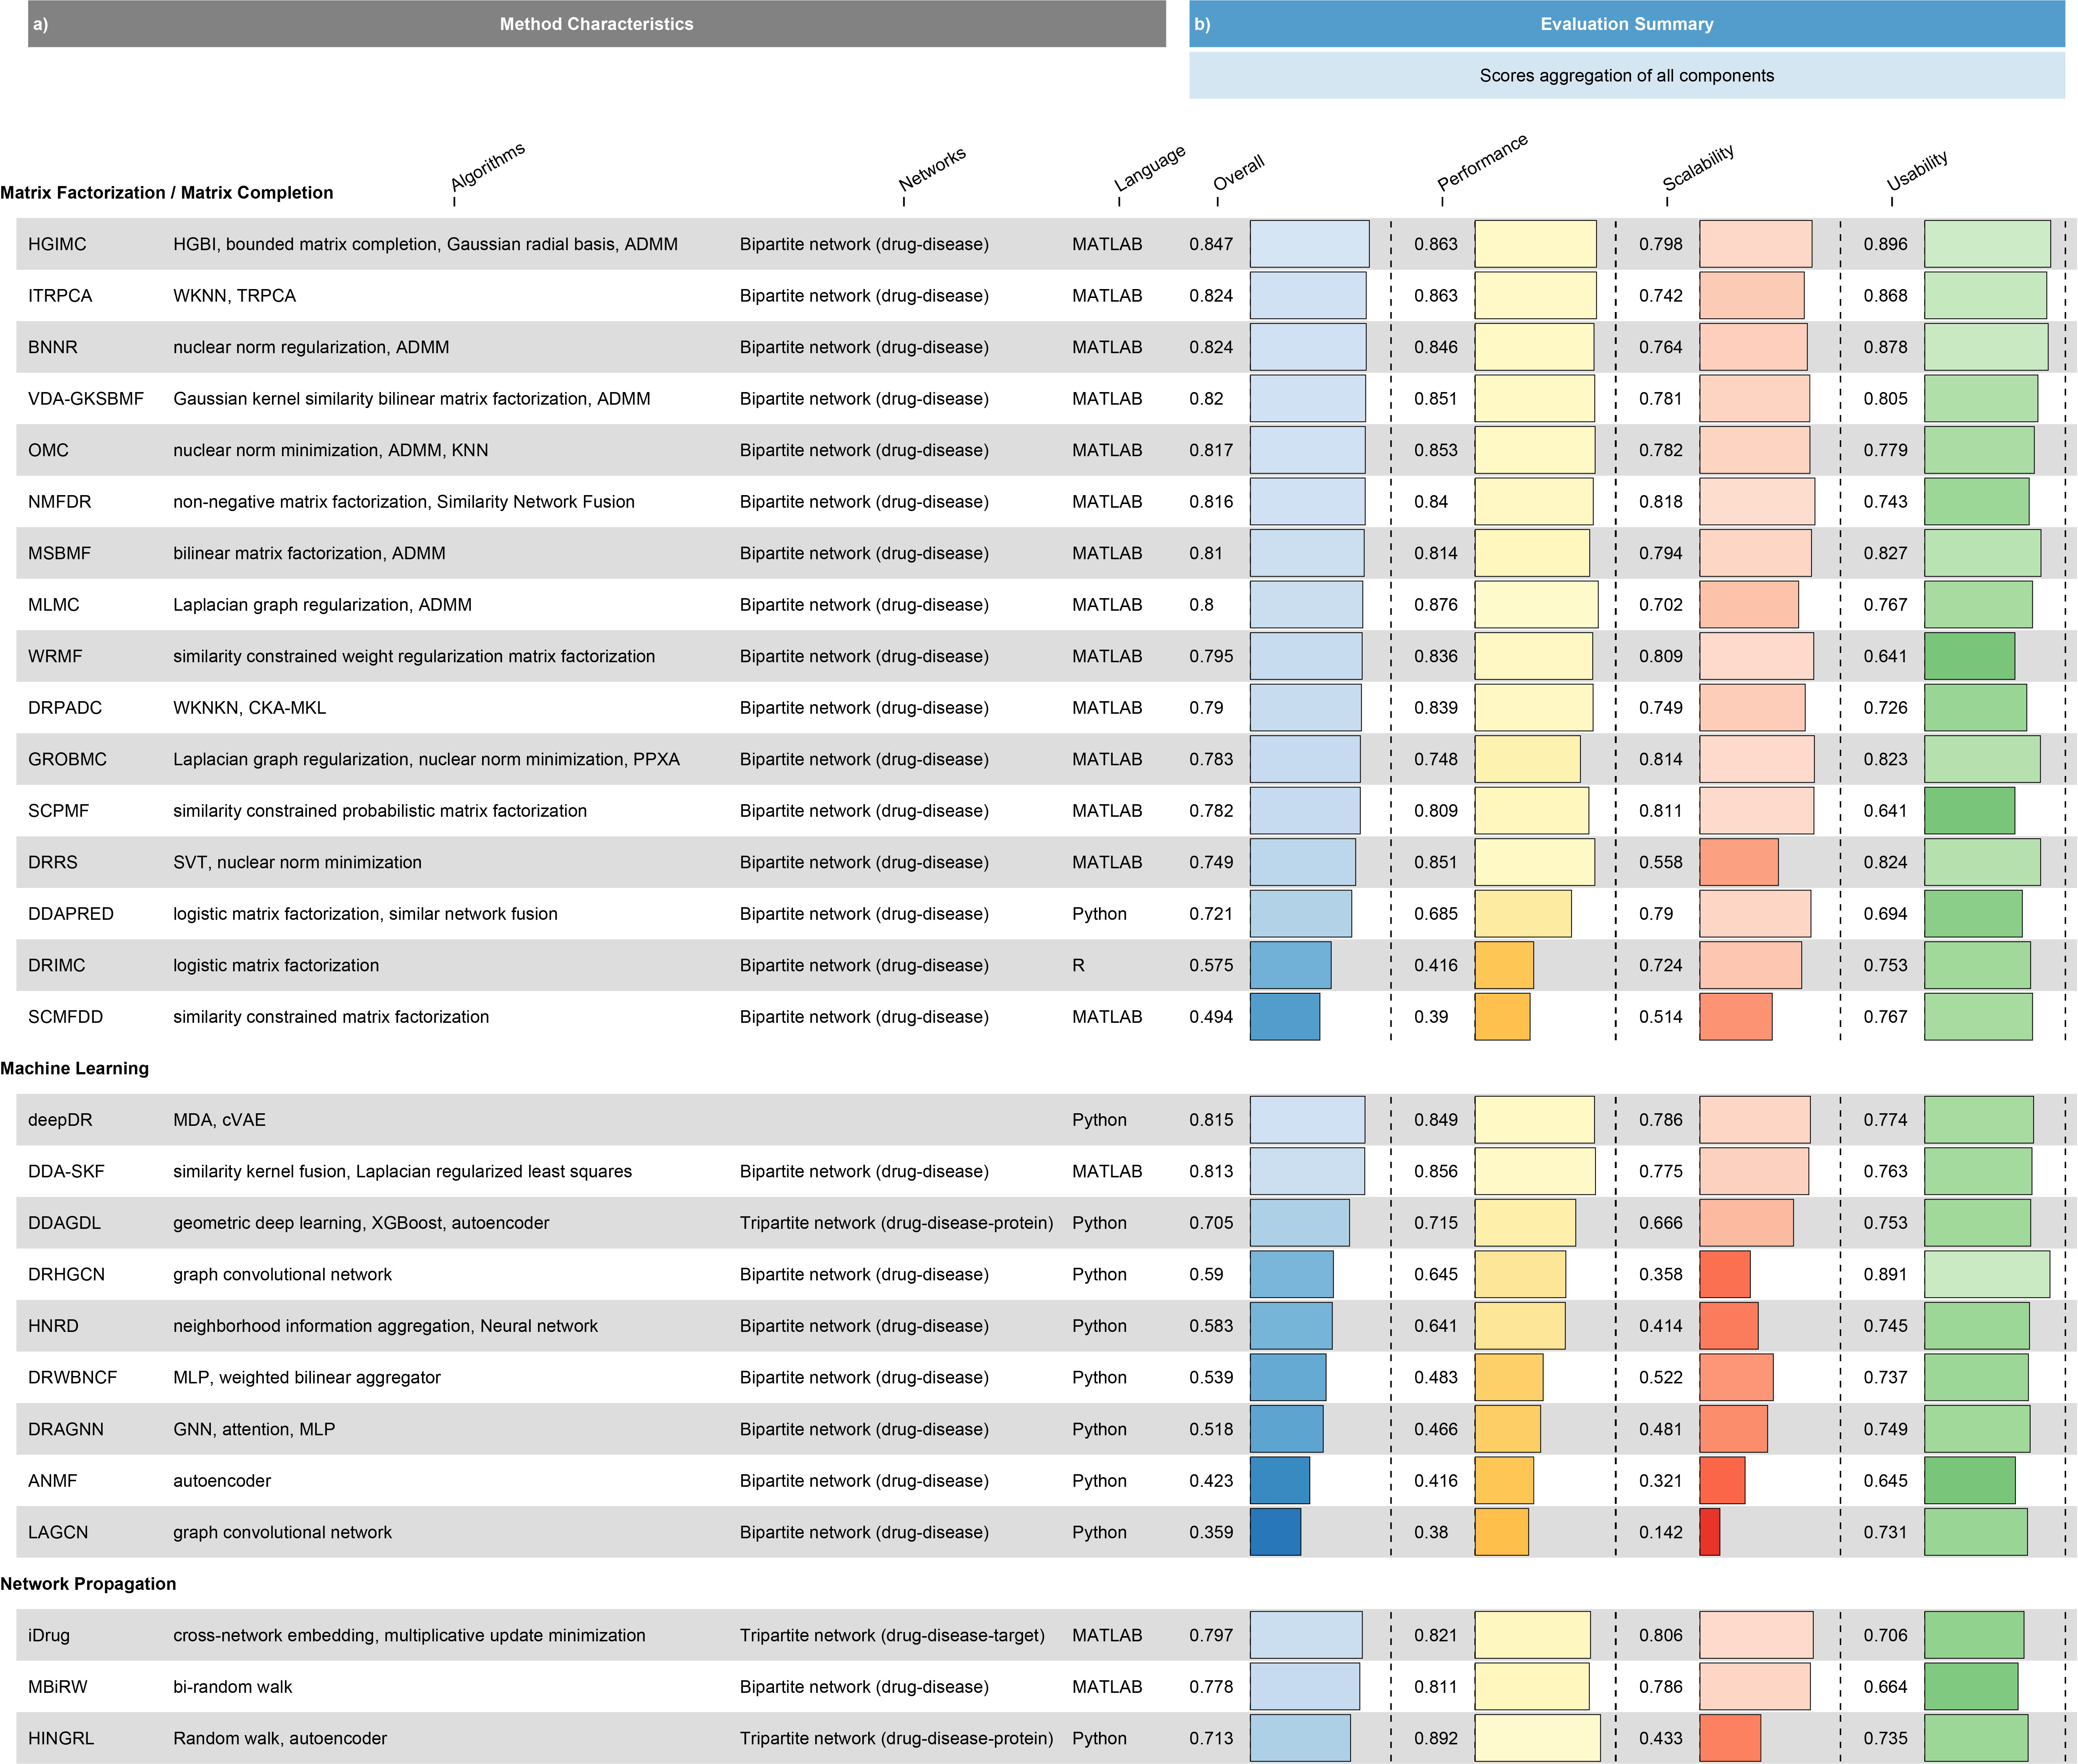 a) Method Characteristics b) Evaluation Summary
Scores aggregation of all components
Algorithms Networks Language Overall Performance Scalability Usability
Matrix Factorization / Matrix Completion
HGIMC HGBI, bounded matrix completion, Gaussian radial basis, ADMM Bipartite network (drug-disease) MATLAB 0.847 0.863 0.798 0.896
ITRPCA WKNN, TRPCA Bipartite network (drug-disease) MATLAB 0.824 0.863 0.742 0.868
BNNR nuclear norm regularization, ADMM Bipartite network (drug-disease) MATLAB 0.824 0.846 0.764 0.878
VDA-GKSBMF Gaussian kernel similarity bilinear matrix factorization, ADMM Bipartite network (drug-disease) MATLAB 0.82 0.851 0.781 0.805
OMC nuclear norm minimization, ADMM, KNN Bipartite network (drug-disease) MATLAB 0.817 0.853 0.782 0.779
NMFDR non-negative matrix factorization, Similarity Network Fusion Bipartite network (drug-disease) MATLAB 0.816 0.84 0.818 0.743
MSBMF bilinear matrix factorization, ADMM Bipartite network (drug-disease) MATLAB 0.81 0.814 0.794 0.827
MLMC Laplacian graph regularization, ADMM Bipartite network (drug-disease) MATLAB 0.8 0.876 0.702 0.767
WRMF similarity constrained weight regularization matrix factorization Bipartite network (drug-disease) MATLAB 0.795 0.836 0.809 0.641
DRPADC WKNKN, CKA-MKL Bipartite network (drug-disease) MATLAB 0.79 0.839 0.749 0.726
GROBMC Laplacian graph regularization, nuclear norm minimization, PPXA Bipartite network (drug-disease) MATLAB 0.783 0.748 0.814 0.823
SCPMF similarity constrained probabilistic matrix factorization Bipartite network (drug-disease) MATLAB 0.782 0.809 0.811 0.641
DRRS SVT, nuclear norm minimization Bipartite network (drug-disease) MATLAB 0.749 0.851 0.558 0.824
DDAPRED logistic matrix factorization, similar network fusion Bipartite network (drug-disease) Python 0.721 0.685 0.79 0.694
DRIMC logistic matrix factorization Bipartite network (drug-disease) R 0.575 0.416 0.724 0.753
SCMFDD similarity constrained matrix factorization Bipartite network (drug-disease) MATLAB 0.494 0.39 0.514 0.767
Machine Learning
deepDR MDA, cVAE Python 0.815 0.849 0.786 0.774
DDA-SKF similarity kernel fusion, Laplacian regularized least squares Bipartite network (drug-disease) MATLAB 0.813 0.856 0.775 0.763
DDAGDL geometric deep learning, XGBoost, autoencoder Tripartite network (drug-disease-protein) Python 0.705 0.715 0.666 0.753
DRHGCN graph convolutional network Bipartite network (drug-disease) Python 0.59 0.645 0.358 0.891
HNRD neighborhood information aggregation, Neural network Bipartite network (drug-disease) Python 0.583 0.641 0.414 0.745
DRWBNCF MLP, weighted bilinear aggregator Bipartite network (drug-disease) Python 0.539 0.483 0.522 0.737
DRAGNN GNN, attention, MLP Bipartite network (drug-disease) Python 0.518 0.466 0.481 0.749
ANMF autoencoder Bipartite network (drug-disease) Python 0.423 0.416 0.321 0.645
LAGCN graph convolutional network Bipartite network (drug-disease) Python 0.359 0.38 0.142 0.731
Network Propagation
iDrug cross-network embedding, multiplicative update minimization Tripartite network (drug-disease-target) MATLAB 0.797 0.821 0.806 0.706
MBiRW bi-random walk Bipartite network (drug-disease) MATLAB 0.778 0.811 0.786 0.664
HINGRL Random walk, autoencoder Tripartite network (drug-disease-protein) Python 0.713 0.892 0.433 0.735